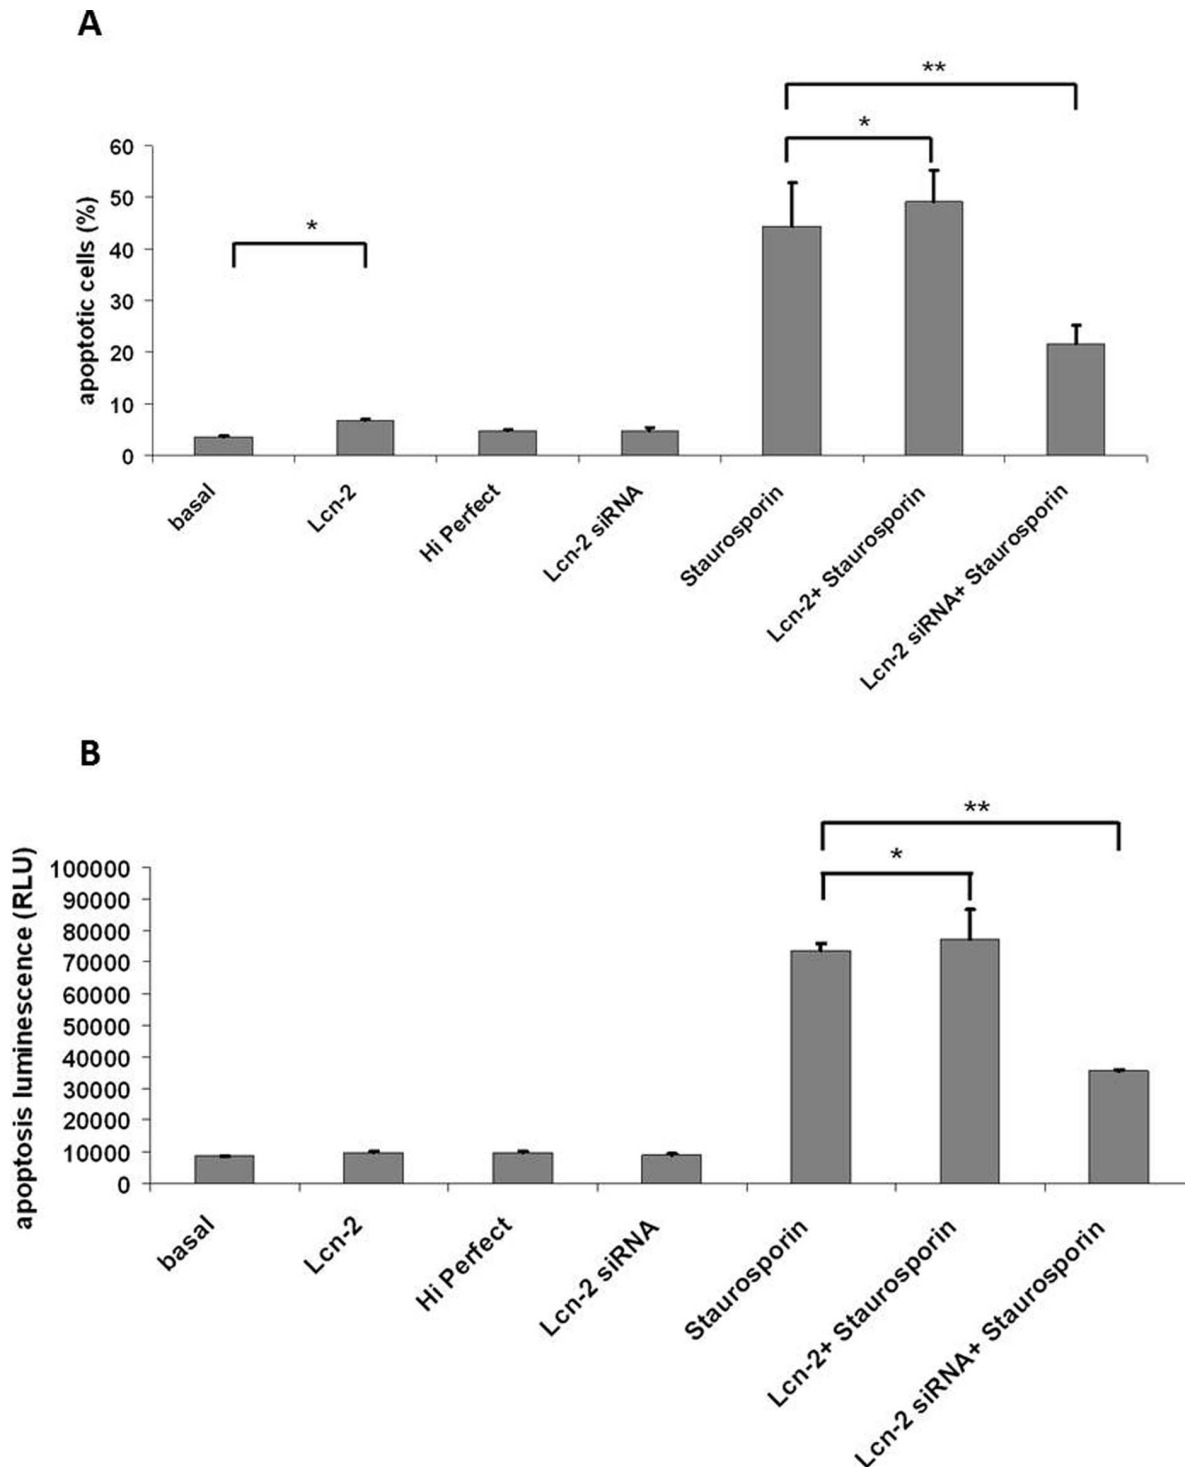 A
**
*
*
60
50
40
30
20
10
0
apoptotic cells (%)
basal
Lcn-2
Hi Perfect
Lcn-2 siRNA
Staurosporin
Lcn-2+ Staurosporin
Lcn-2 siRNA+ Staurosporin
B
**
*
100000
90000
80000
70000
60000
50000
40000
30000
20000
10000
0
apoptosis luminescence (RLU)
basal
Lcn-2
Hi Perfect
Lcn-2 siRNA
Staurosporin
Lcn-2+ Staurosporin
Lcn-2 siRNA+ Staurosporin